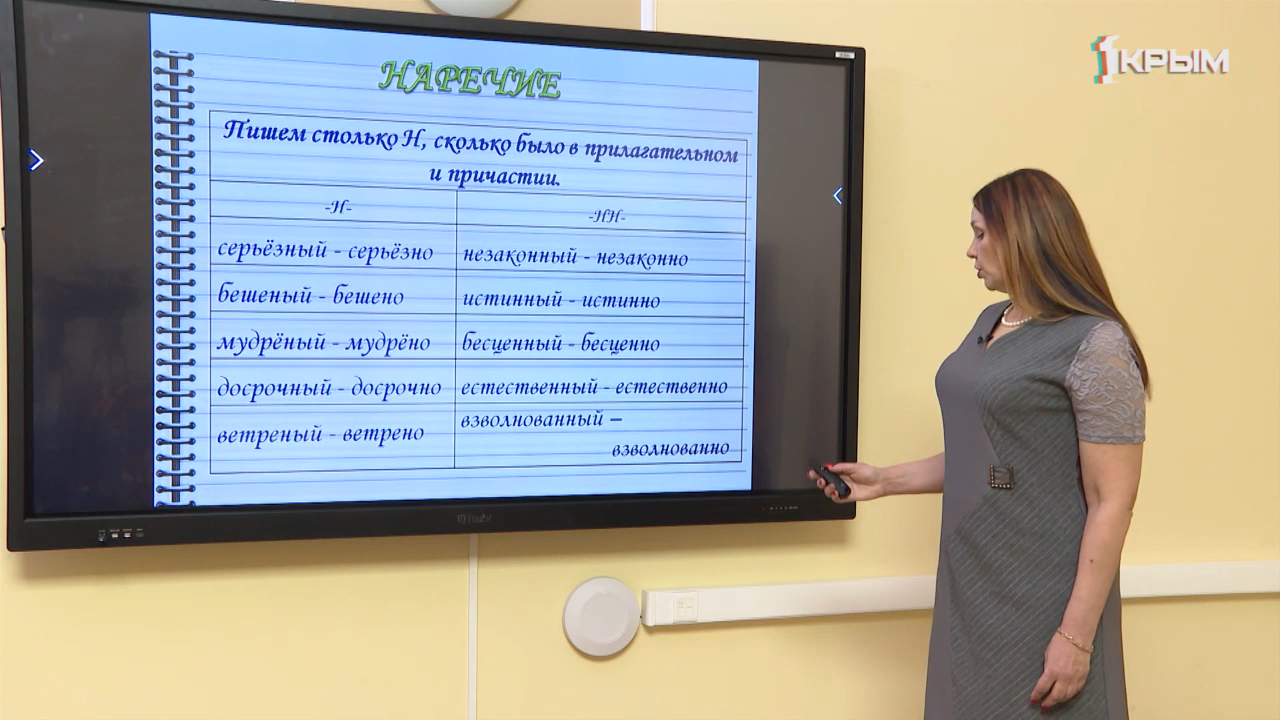 1КРЫМ
НАРЕЧИЕ
Пишем столько Н, сколько было в прилагательном
и причастии.
-Н-
-НН-
серьёзный - серьёзно
незаконный - незаконно
бешеный - бешено
истинный - истинно
мудрёный - мудрёно
бесценный - бесценно
досрочный - досрочно
естественный - естественно
ветреный - ветрено
взволнованный –
взволнованно